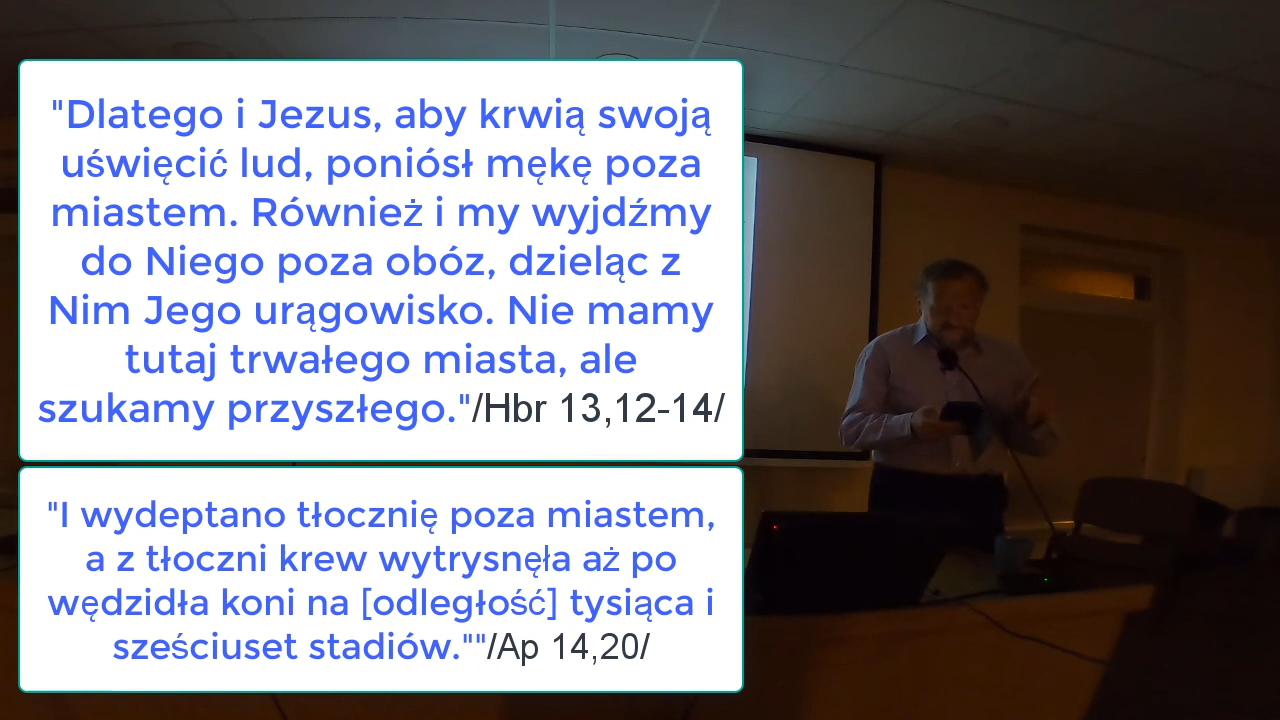 "Dlatego i Jezus, aby krwią swoją
uświęcić lud, poniósł mękę poza
miastem. Również i my wyjdźmy
do Niego poza obóz, dzieląc z
Nim Jego urągowisko. Nie mamy
tutaj trwałego miasta, ale
szukamy przyszłego."/Hbr 13,12-14/
"I wydeptano tłocznię poza miastem,
a z tłoczni krew wytrysnęła aż po
wędzidła koni na [odległość] tysiąca i
sześciuset stadiów.""/Ap 14,20/